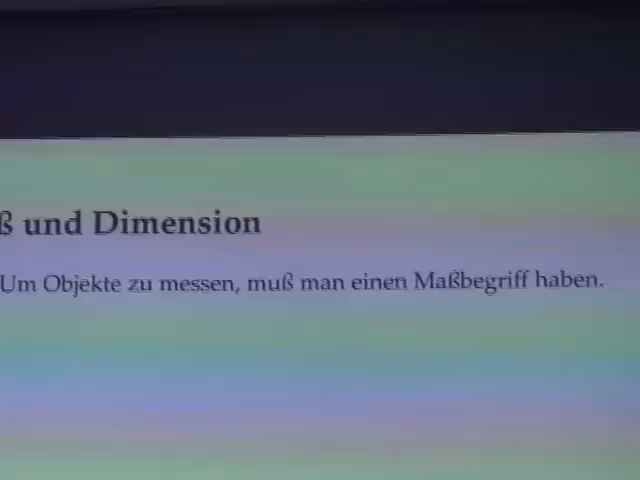 ß und Dimension
Um Objekte zu messen, muß man einen Maßbegriff haben.